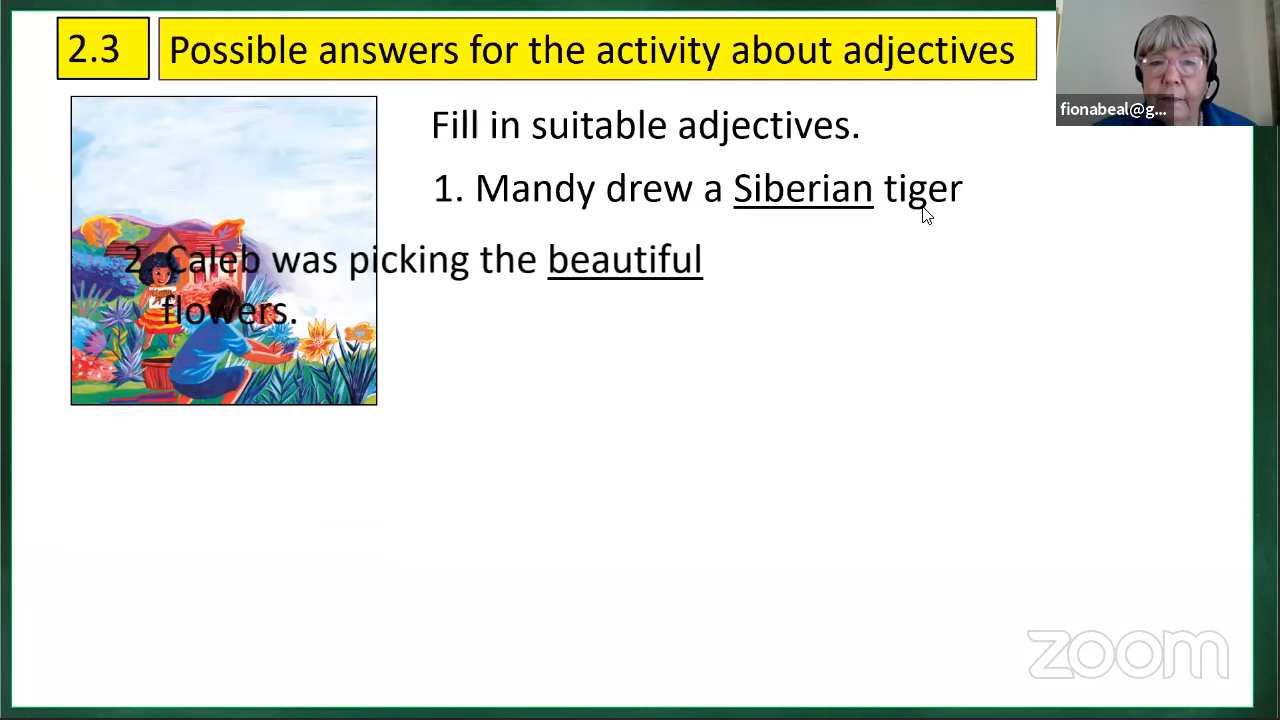 2.3
Possible answers for the activity about adjectives
fionabeal@g...
Fill in suitable adjectives.
1. Mandy drew a Siberian tiger
2. Caleb was picking the beautiful
flowers.
zoom